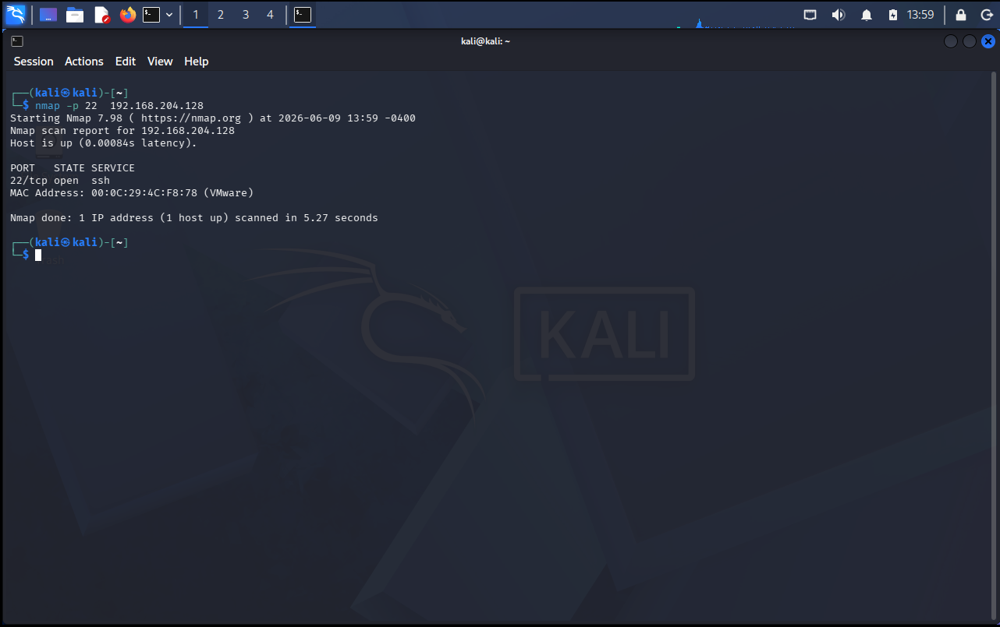 1 2 3 4 13:59
kali@kali: ~
Session Actions Edit View Help
┌──(kali㉿kali)-[~]
└─$ nmap -p 22  192.168.204.128
Starting Nmap 7.98 ( https://nmap.org ) at 2026-06-09 13:59 -0400
Nmap scan report for 192.168.204.128
Host is up (0.00084s latency).
PORT   STATE SERVICE
22/tcp open  ssh
MAC Address: 00:0C:29:4C:F8:78 (VMware)
Nmap done: 1 IP address (1 host up) scanned in 5.27 seconds
┌──(kali㉿kali)-[~]
└─$
KALI